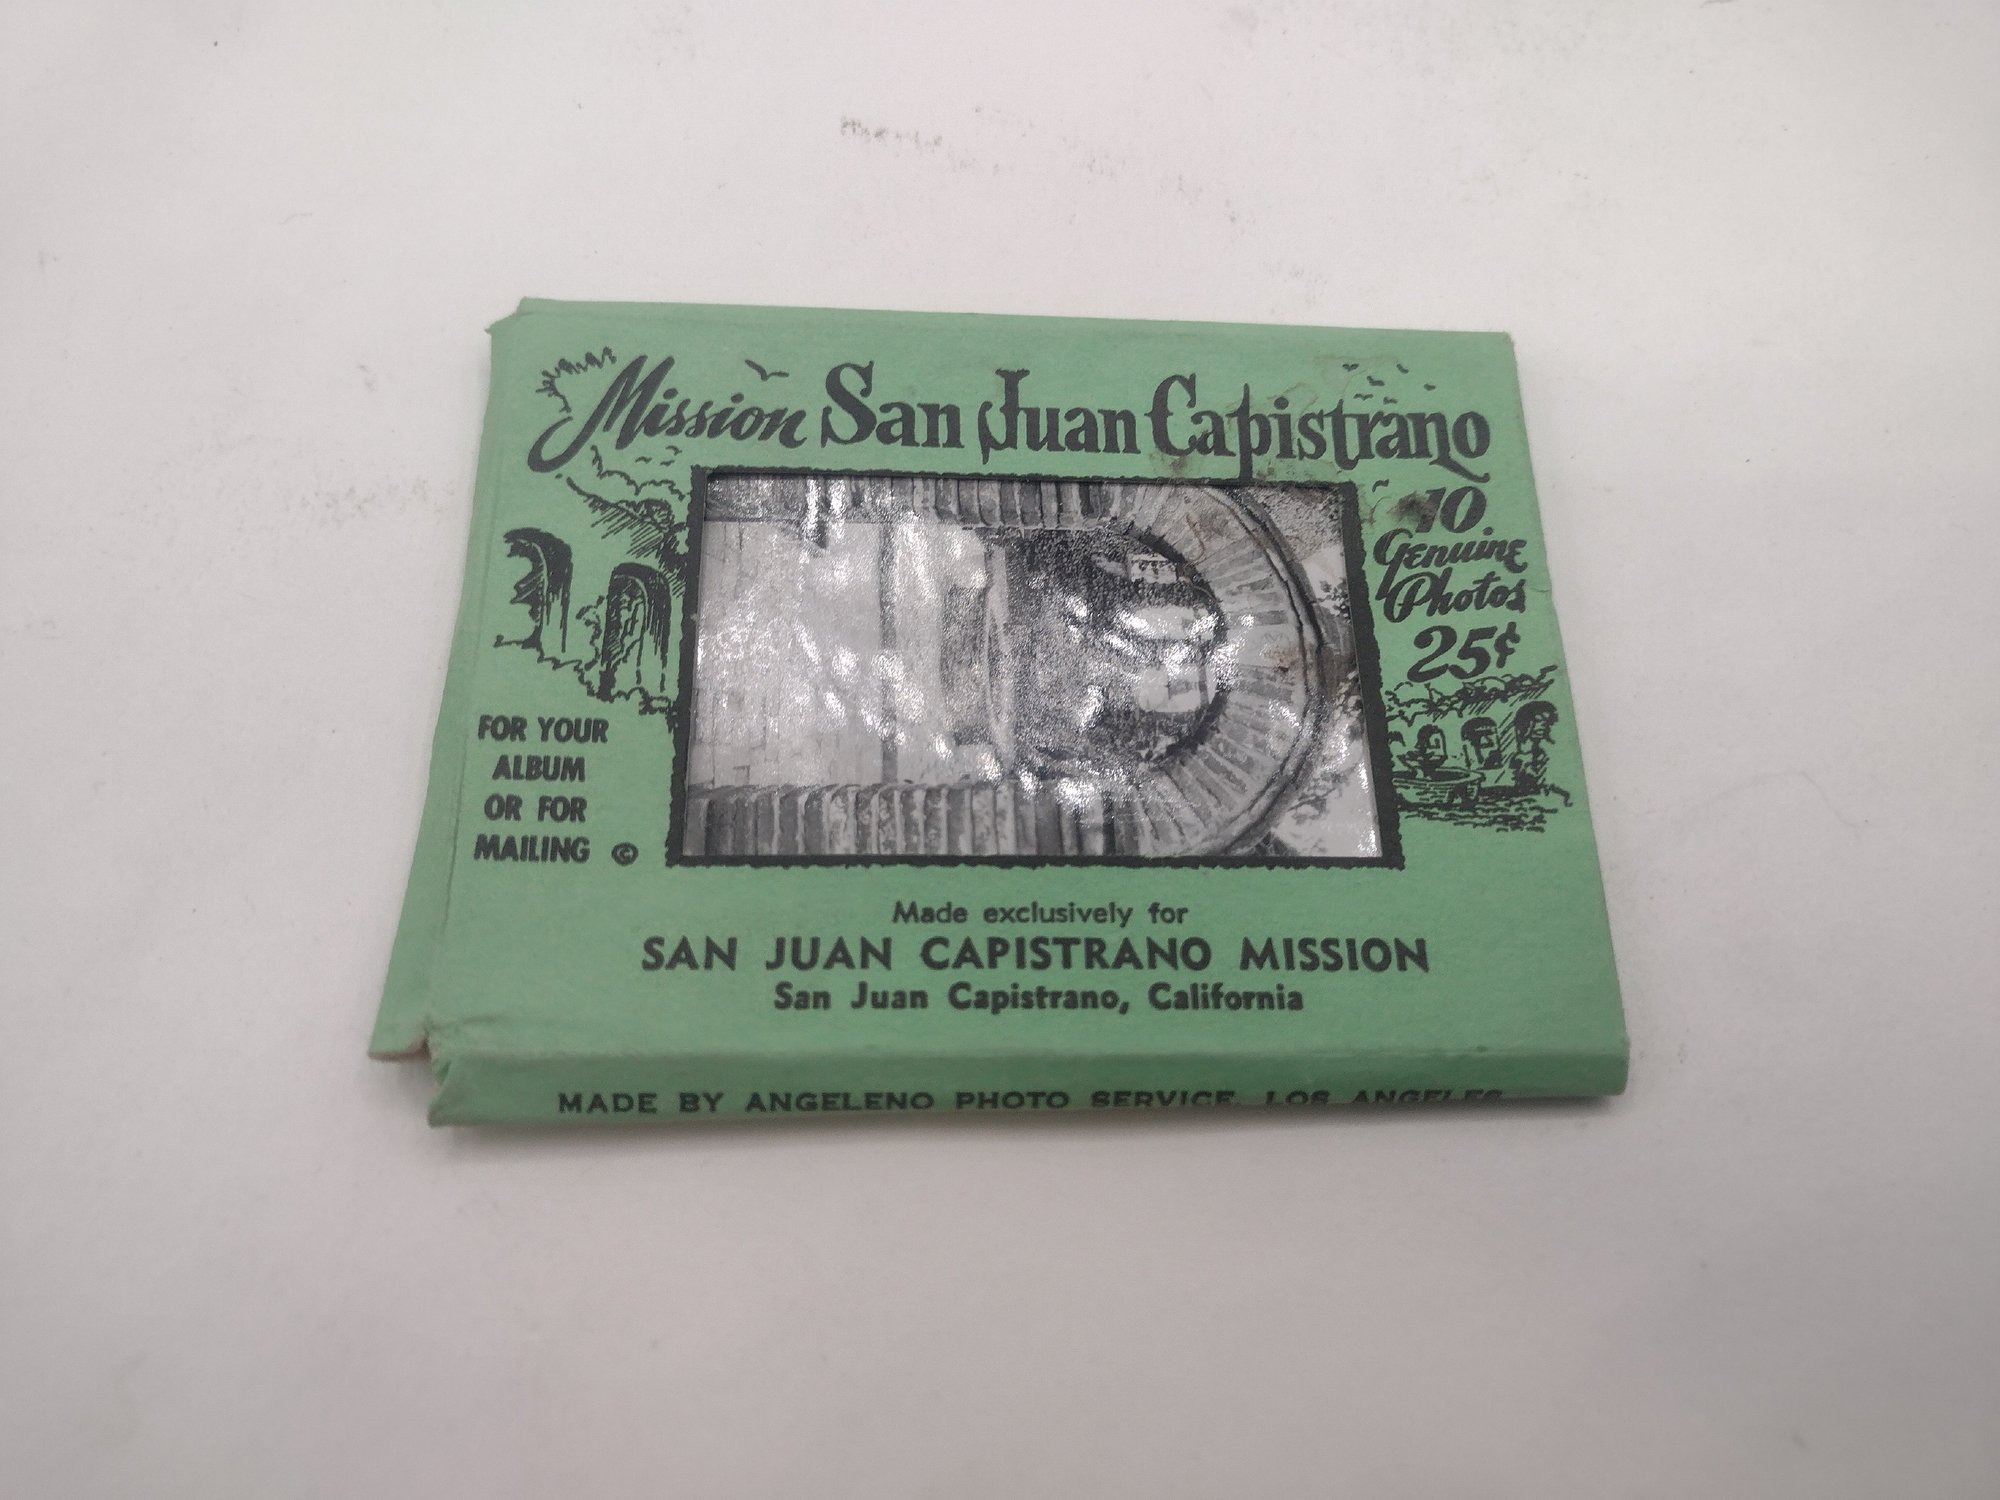 Mission San Juan Capistrano
10
Genuine
Photos
25¢
FOR YOUR
ALBUM
OR FOR
MAILING ©
Made exclusively for
SAN JUAN CAPISTRANO MISSION
San Juan Capistrano, California
MADE BY ANGELENO PHOTO SERVICE, LOS ANGELES